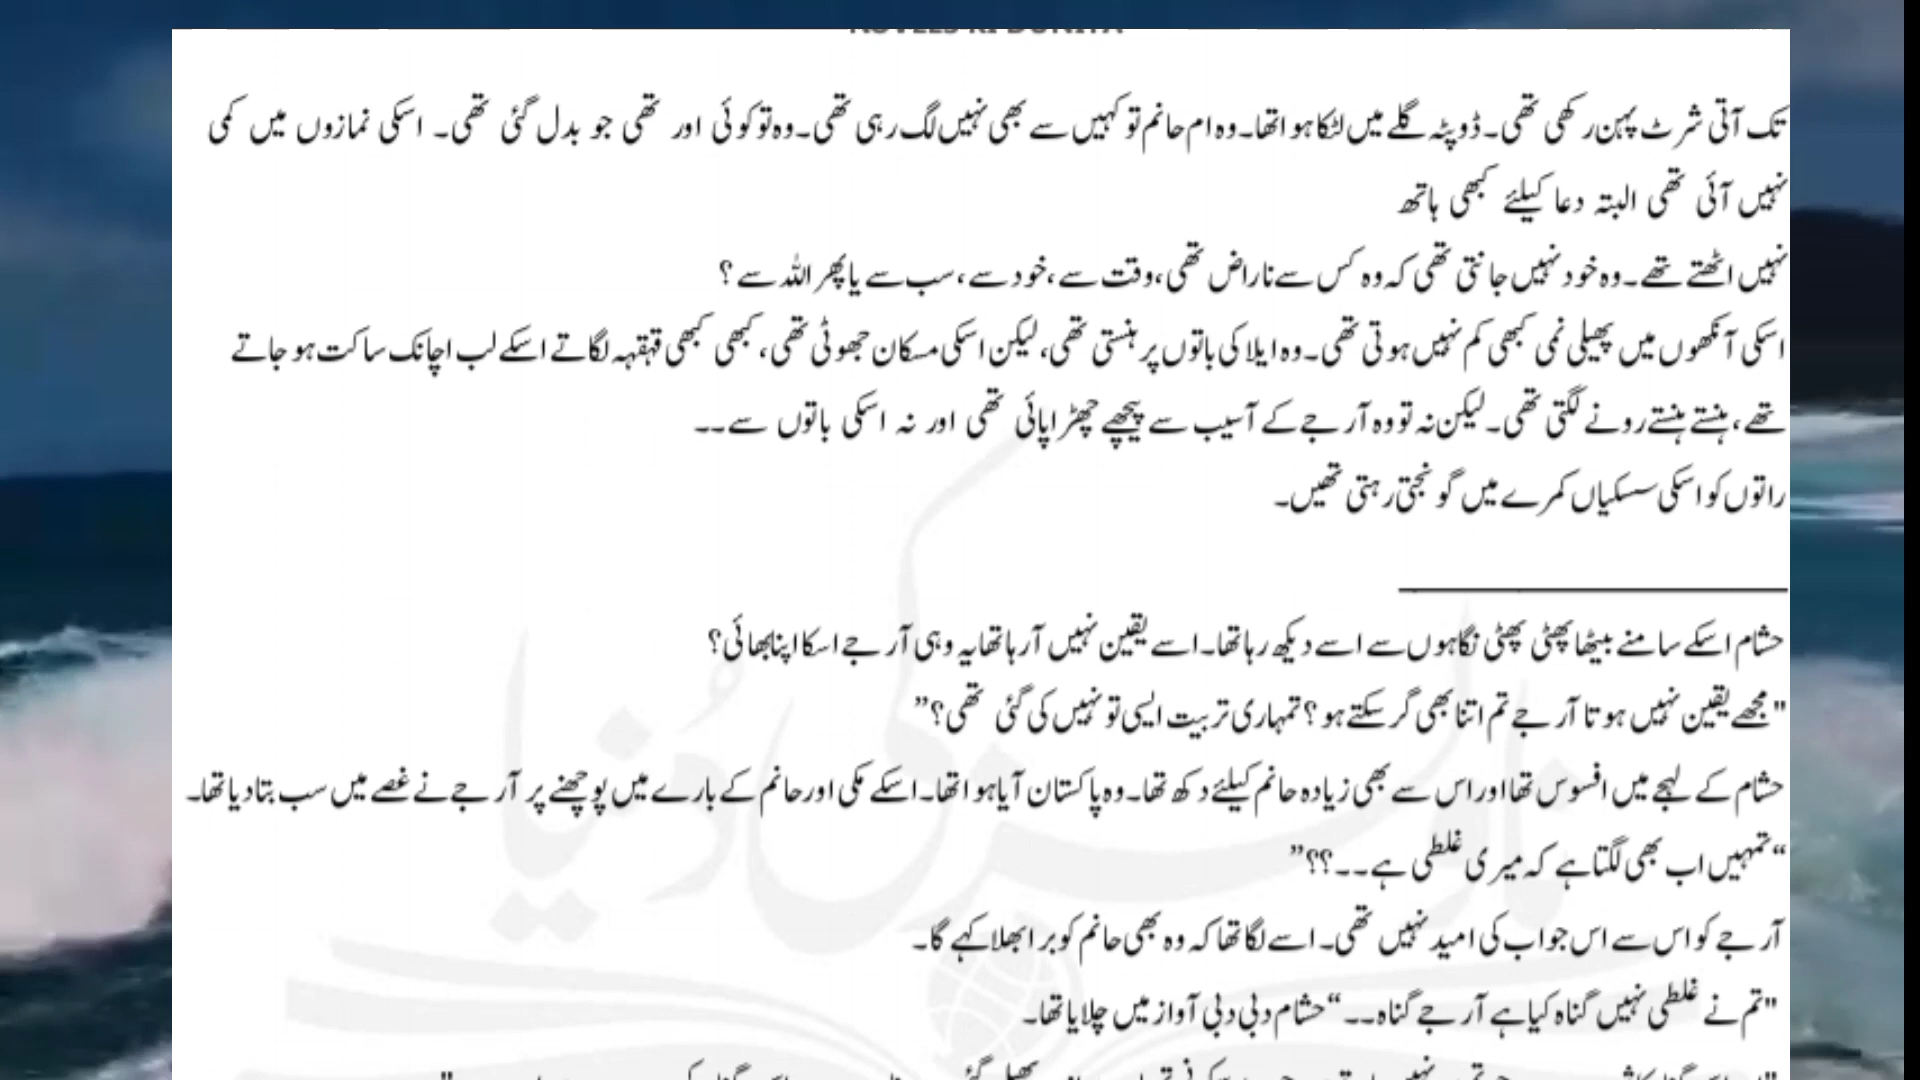 NOVELS KI DUNIYA
تک آتی شرٹ پہن رکھی تھی۔ ڈوپٹہ گلے میں لٹکا ہوا تھا۔ وہ ام حانم تو کہیں سے بھی نہیں لگ رہی تھی۔ وہ تو کوئی اور تھی جو بدل گئی تھی۔ اسکی نمازوں میں کمی
نہیں آئی تھی البتہ دعا کیلئے کبھی ہاتھ
نہیں اٹھتے تھے۔ وہ خود نہیں جانتی تھی کہ وہ کس سے ناراض تھی، وقت سے ، خود سے ، سب سے یا پھر اللہ سے ؟
اسکی آنکھوں میں پھیلی نمی کبھی کم نہیں ہوتی تھی۔ وہ ایلا کی باتوں پر ہنستی تھی، لیکن اسکی مسکان جھوٹی تھی، کبھی کبھی قہقہہ لگاتے اسکے لب اچانک ساکت ہو جاتے
تھے ، ہنستے ہنستے رونے لگتی تھی۔ لیکن نہ تو وہ آر جے کے آسیب سے پیچھے چھڑا پائی تھی اور نہ اسکی باتوں سے۔۔
راتوں کو اسکی سسکیاں کمرے میں گونجتی رہتی تھیں۔
حشام اسکے سامنے بیٹھا پھٹی پھٹی نگاہوں سے اسے دیکھ رہا تھا۔ اسے یقین نہیں آرہا تھا یہ وہی آر جے اسکا اپنا بھائی؟
"مجھے یقین نہیں ہوتا آر جے تم اتنا بھی گر سکتے ہو ؟ تمہاری تربیت ایسی تو نہیں کی گئی تھی؟”
حشام کے لہجے میں افسوس تھا اور اس سے بھی زیادہ حانم کیلئے دکھ تھا۔ وہ پاکستان آیا ہوا تھا۔ اسکے مکی اور حانم کے بارے میں پوچھنے پر آر جے نے غصے میں سب بتا دیا تھا۔
“تمہیں اب بھی لگتا ہے کہ میری غلطی ہے۔۔؟؟”
آر جے کو اس سے اس جواب کی امید نہیں تھی۔ اسے لگا تھا کہ وہ بھی حانم کو برا بھلا کہے گا۔
"تم نے غلطی نہیں گناہ کیا ہے آر جے گناہ۔۔“ حشام دبی دبی آواز میں چلایا تھا۔
ناولز کی دُنیا